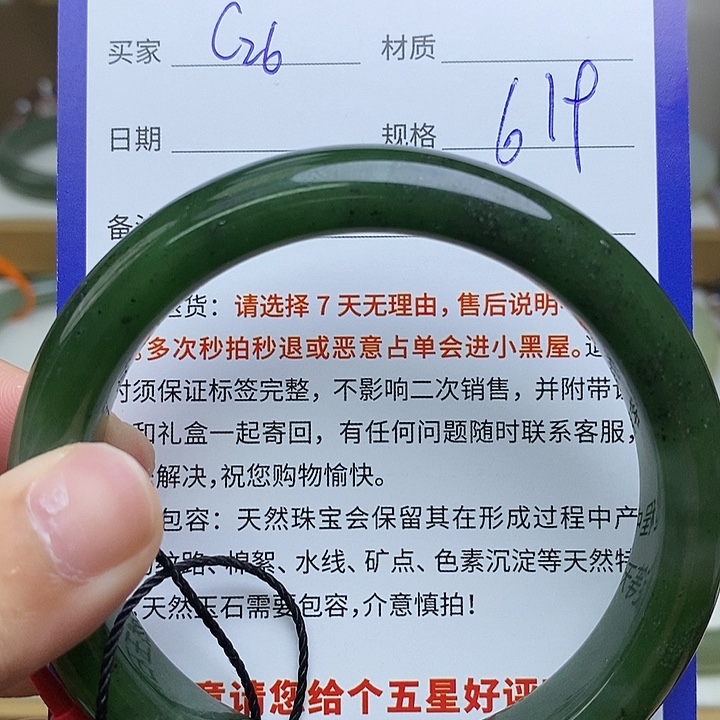 买家 C26 材质
日期 规格 619
备注
退货：请选择 7 天无理由，售后说明
多次秒拍秒退或恶意占单会进小黑屋。退
时须保证标签完整，不影响二次销售，并附带证
和礼盒一起寄回，有任何问题随时联系客服，
解决，祝您购物愉快。
包容：天然珠宝会保留其在形成过程中产
纹路、棉絮、水线、矿点、色素沉淀等天然特
天然玉石需要包容，介意慎拍！
意请您给个五星好评